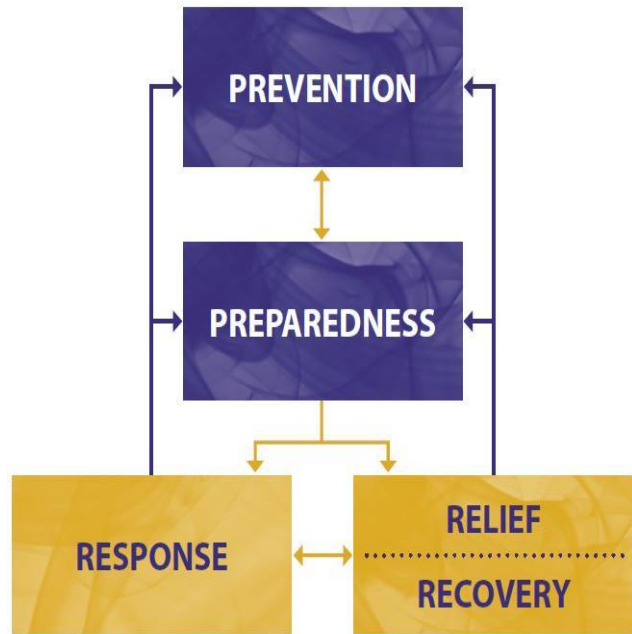 PREVENTION
PREPAREDNESS
RESPONSE
RELIEF
RECOVERY